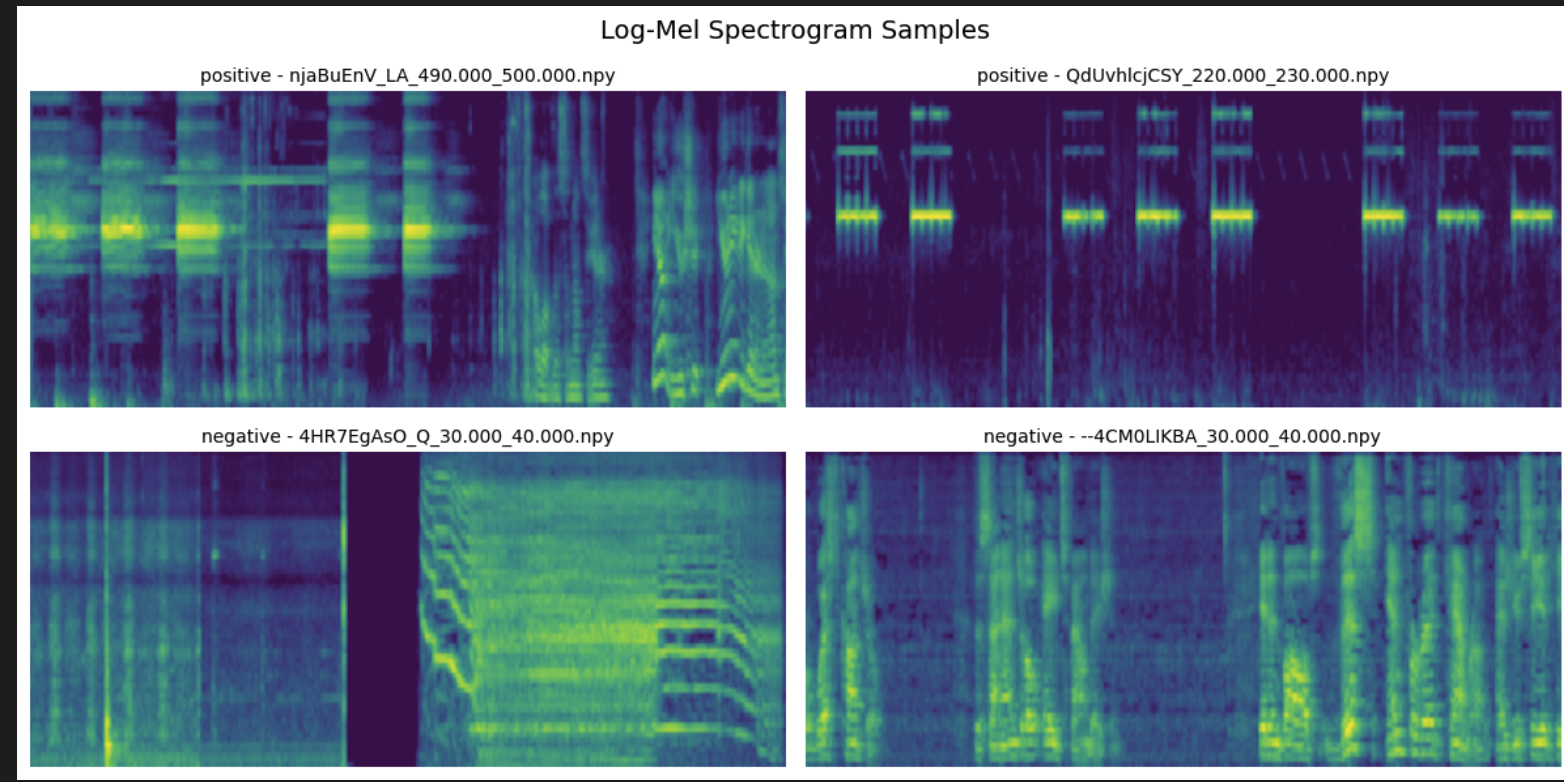 Log-Mel Spectrogram Samples
positive - njaBuEnV_LA_490.000_500.000.npy
positive - QdUvhlcjCSY_220.000_230.000.npy
negative - 4HR7EgAsO_Q_30.000_40.000.npy
negative - --4CM0LIKBA_30.000_40.000.npy